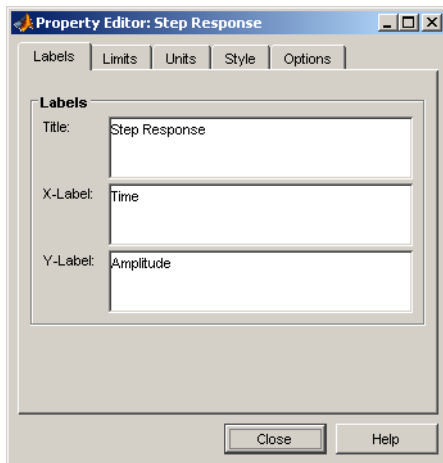 Property Editor: Step Response
Labels Limits Units Style Options
Labels
Title: Step Response
X-Label: Time
Y-Label: Amplitude
Close Help